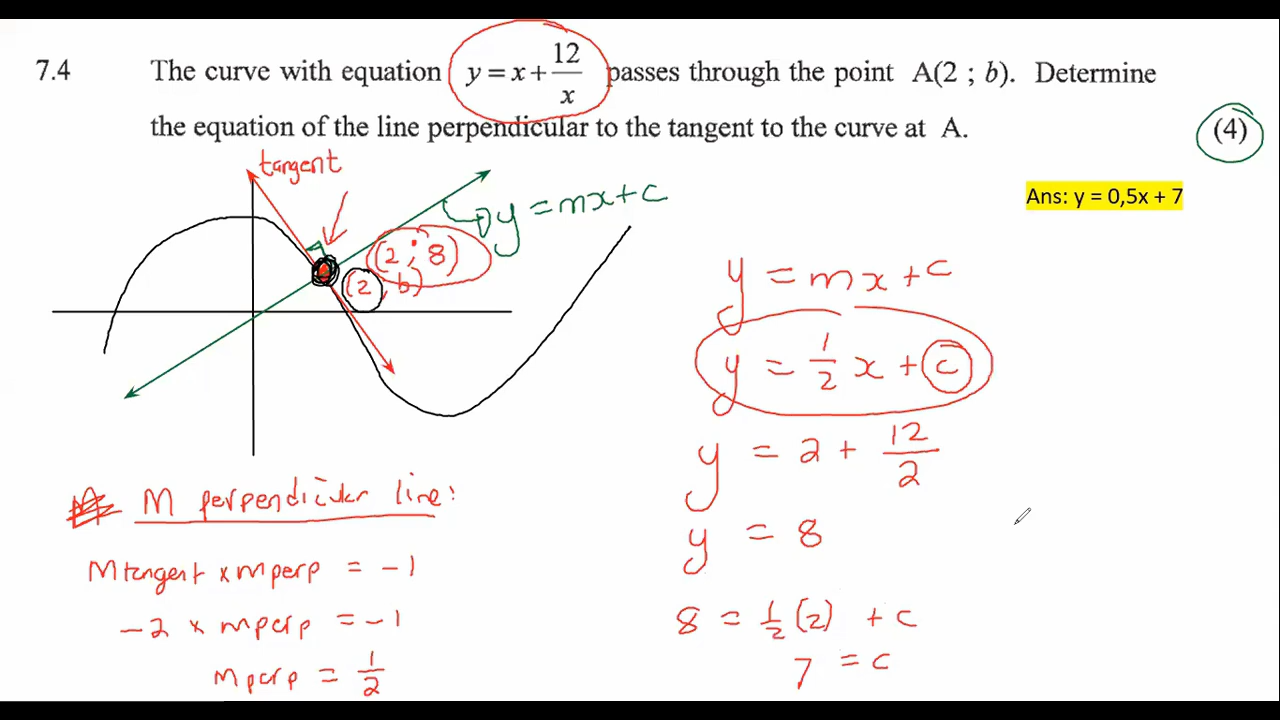 7.4 The curve with equation y = x + 12/x passes through the point A(2 ; b). Determine
the equation of the line perpendicular to the tangent to the curve at A. (4)
Ans: y = 0,5x + 7
tangent
y = mx + c
(2 ; 8)
(2, b)
M perpendicular line:
Mtangent x mperp = -1
-2 x mperp = -1
mperp = 1/2
y = mx + c
y = 1/2 x + c
y = 2 + 12/2
y = 8
8 = 1/2 (2) + c
7 = c